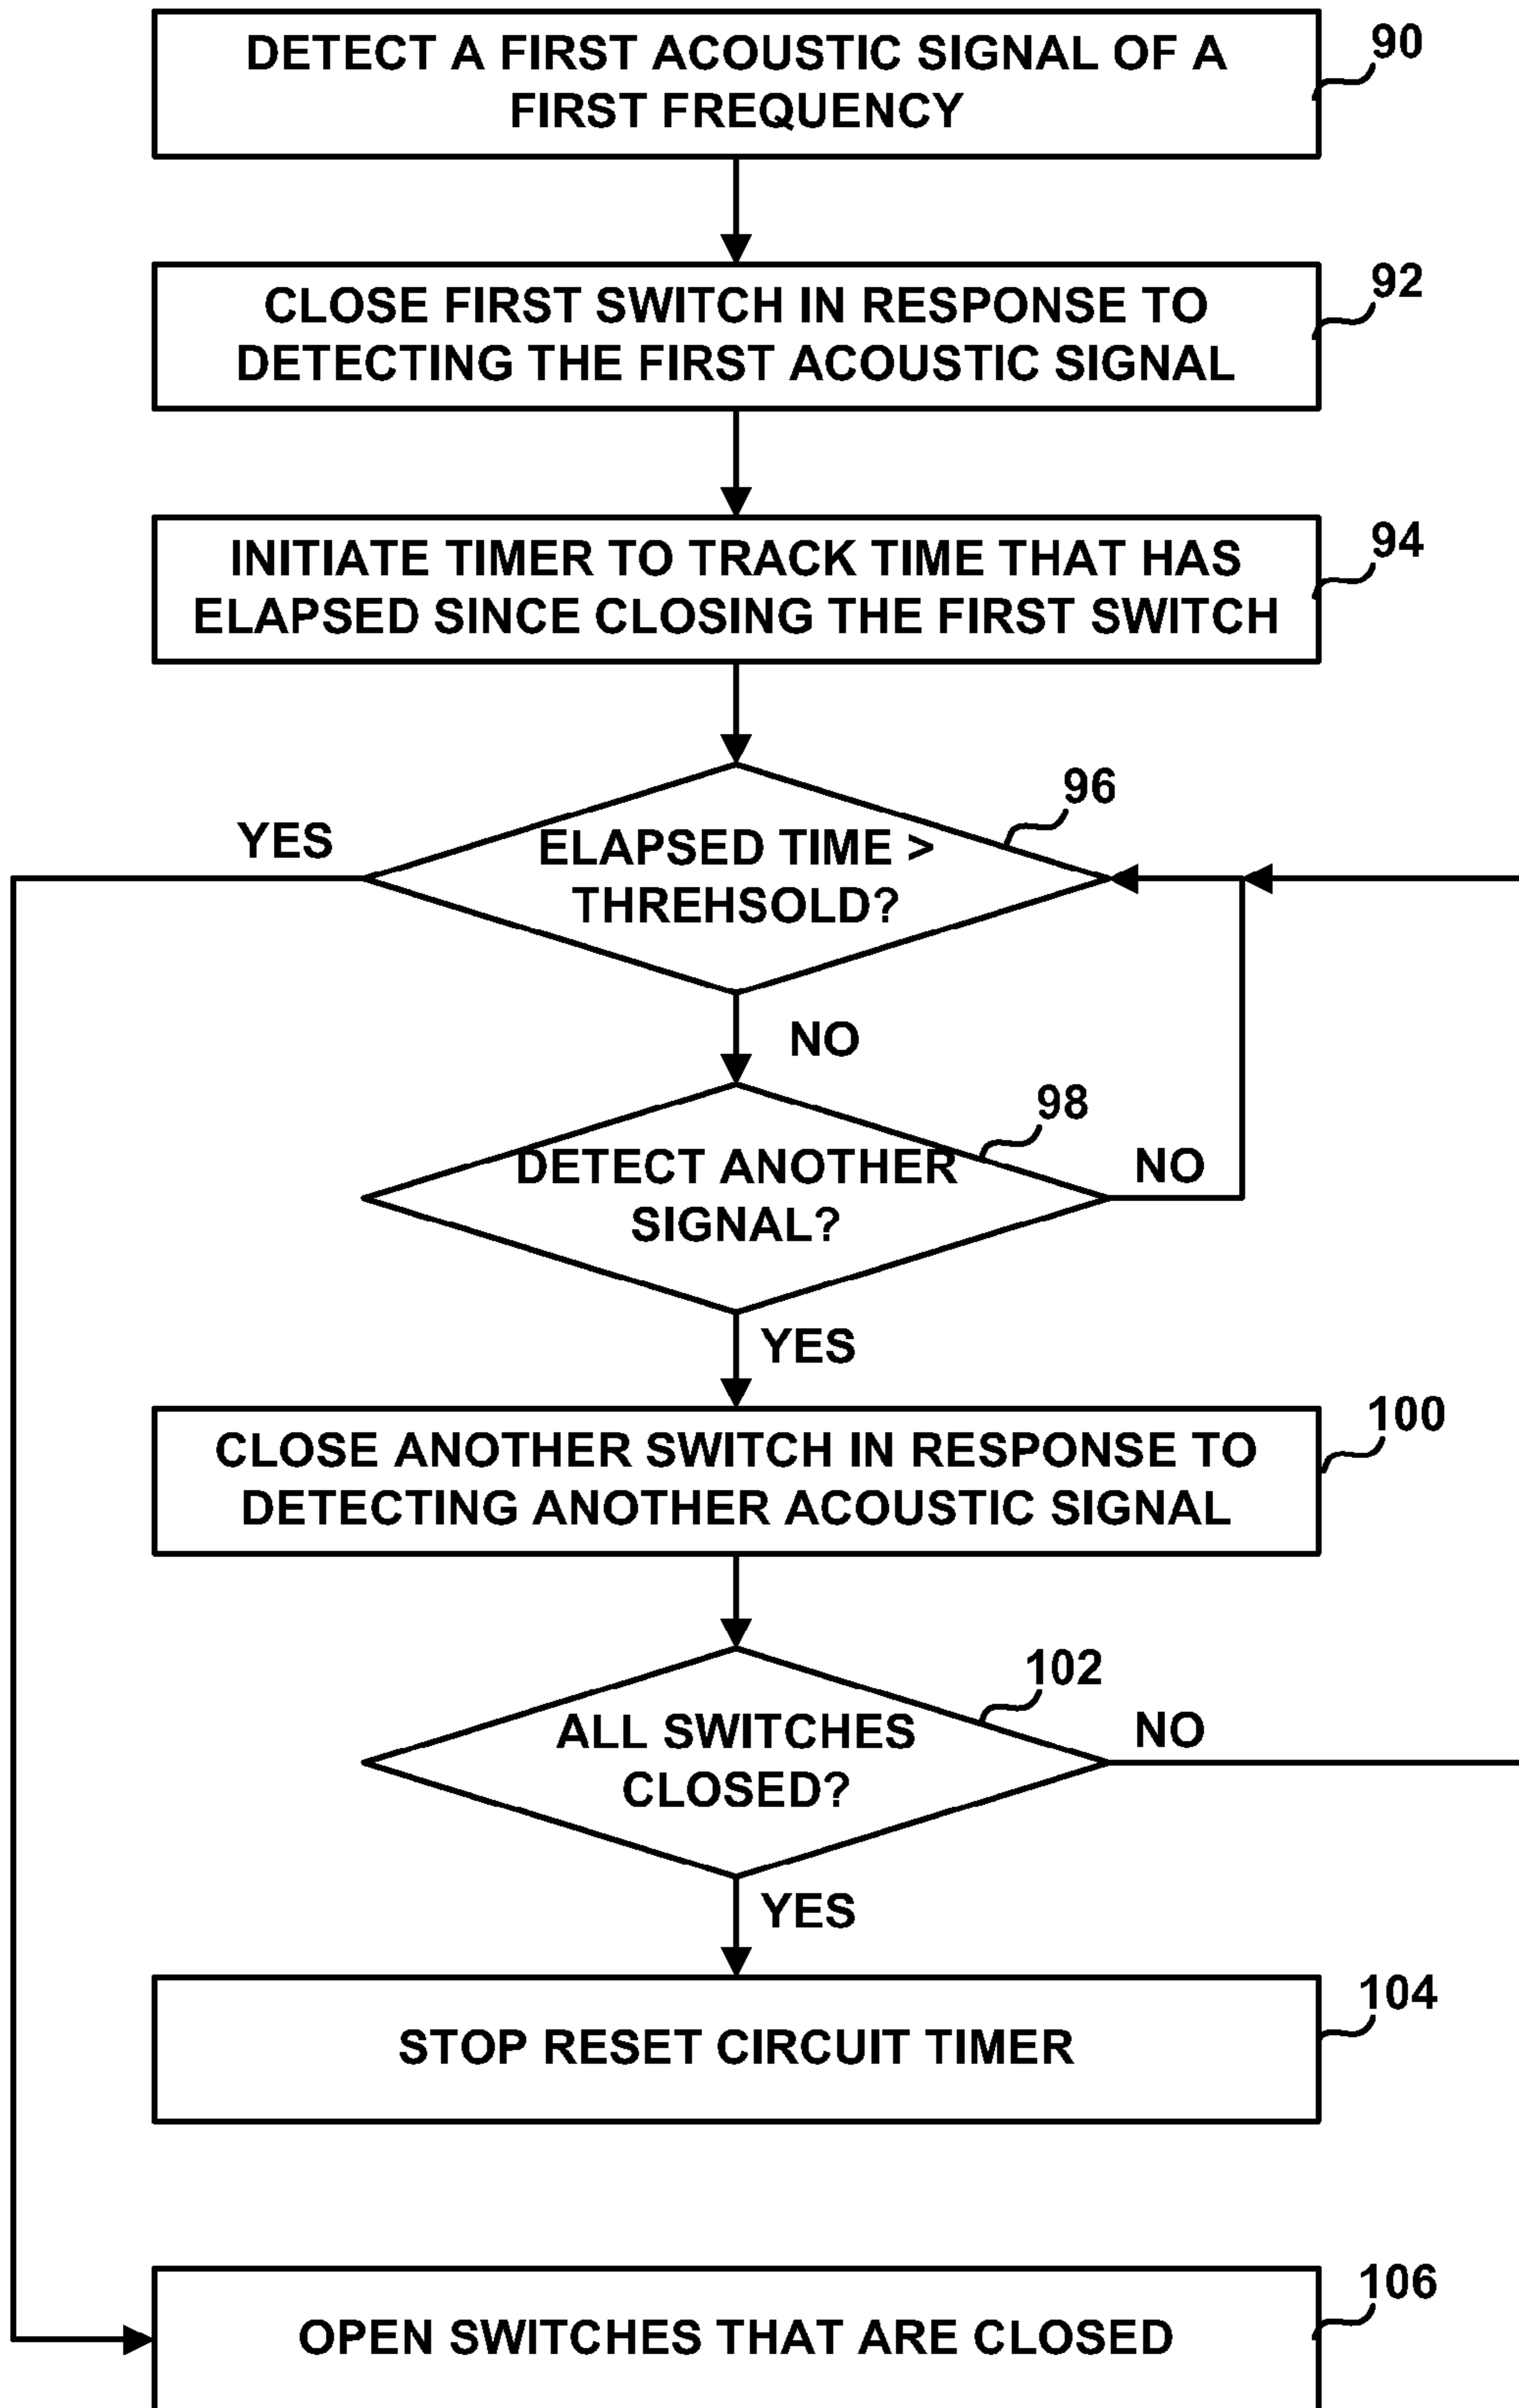 DETECT A FIRST ACOUSTIC SIGNAL OF A
FIRST FREQUENCY
90
CLOSE FIRST SWITCH IN RESPONSE TO
DETECTING THE FIRST ACOUSTIC SIGNAL
92
INITIATE TIMER TO TRACK TIME THAT HAS
ELAPSED SINCE CLOSING THE FIRST SWITCH
94
96
YES
ELAPSED TIME >
THREHSOLD?
NO
98
DETECT ANOTHER
SIGNAL?
NO
YES
100
CLOSE ANOTHER SWITCH IN RESPONSE TO
DETECTING ANOTHER ACOUSTIC SIGNAL
102
ALL SWITCHES
CLOSED?
NO
YES
104
STOP RESET CIRCUIT TIMER
106
OPEN SWITCHES THAT ARE CLOSED